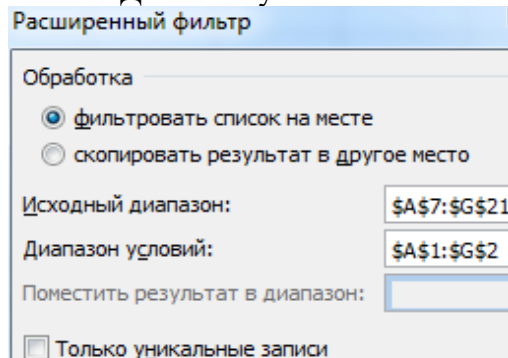 Расширенный фильтр
Обработка
фильтровать список на месте
скопировать результат в другое место
Исходный диапазон: $A$7:$G$21
Диапазон условий: $A$1:$G$2
Поместить результат в диапазон:
Только уникальные записи